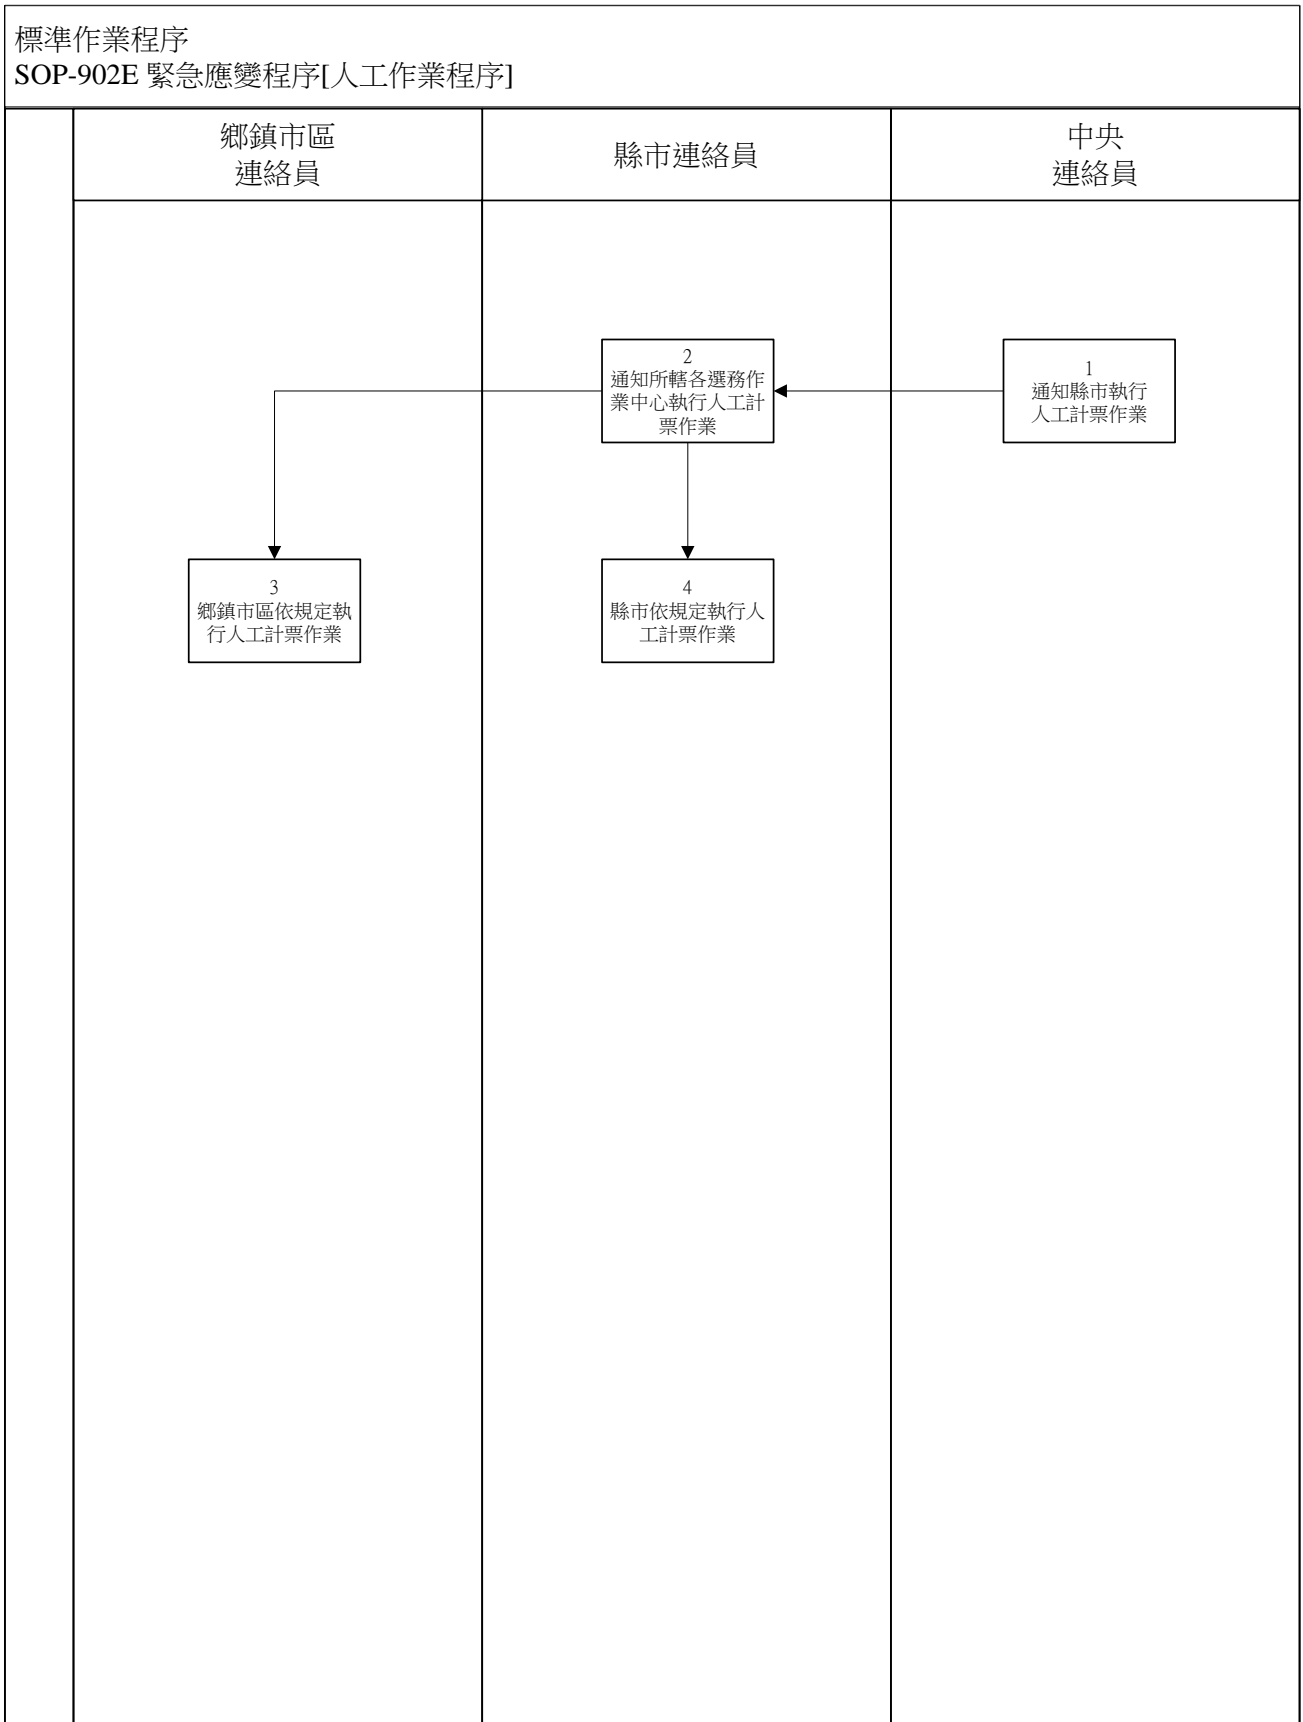 標準作業程序
SOP-902E 緊急應變程序[人工作業程序]
鄉鎮市區
連絡員
縣市連絡員
中央
連絡員
2
通知所轄各選務作
業中心執行人工計
票作業
1
通知縣市執行
人工計票作業
3
鄉鎮市區依規定執
行人工計票作業
4
縣市依規定執行人
工計票作業